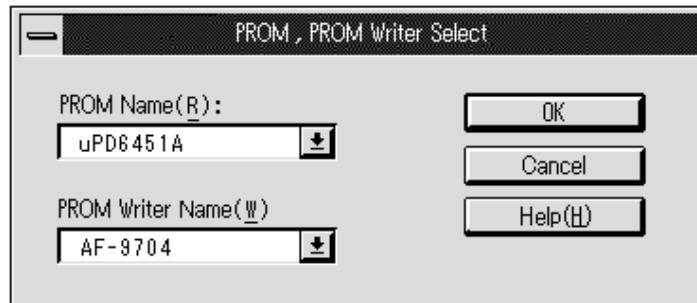 PROM , PROM Writer Select
PROM Name(R):
uPD6451A
PROM Writer Name(W)
AF-9704
OK
Cancel
Help(H)